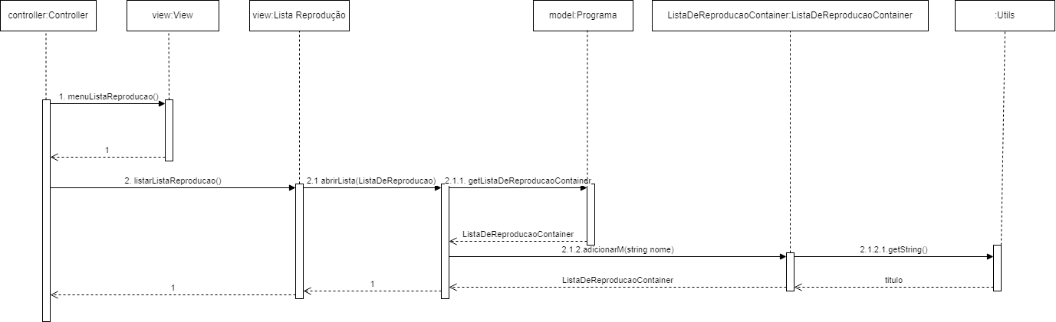 controller:Controller
view:View
view:Lista Reprodução
model:Programa
ListaDeReproducaoContainer:ListaDeReproducaoContainer
:Utils
1. menuListaReproducao()
1
2. listarListaReproducao()
2.1 abrirLista(ListaDeReproducao)
2.1.1. getListaDeReproducaoContainer
ListaDeReproducaoContainer
2.1.2.adicionarM(string nome)
2.1.2.1.getString()
1
1
ListaDeReproducaoContainer
titulo